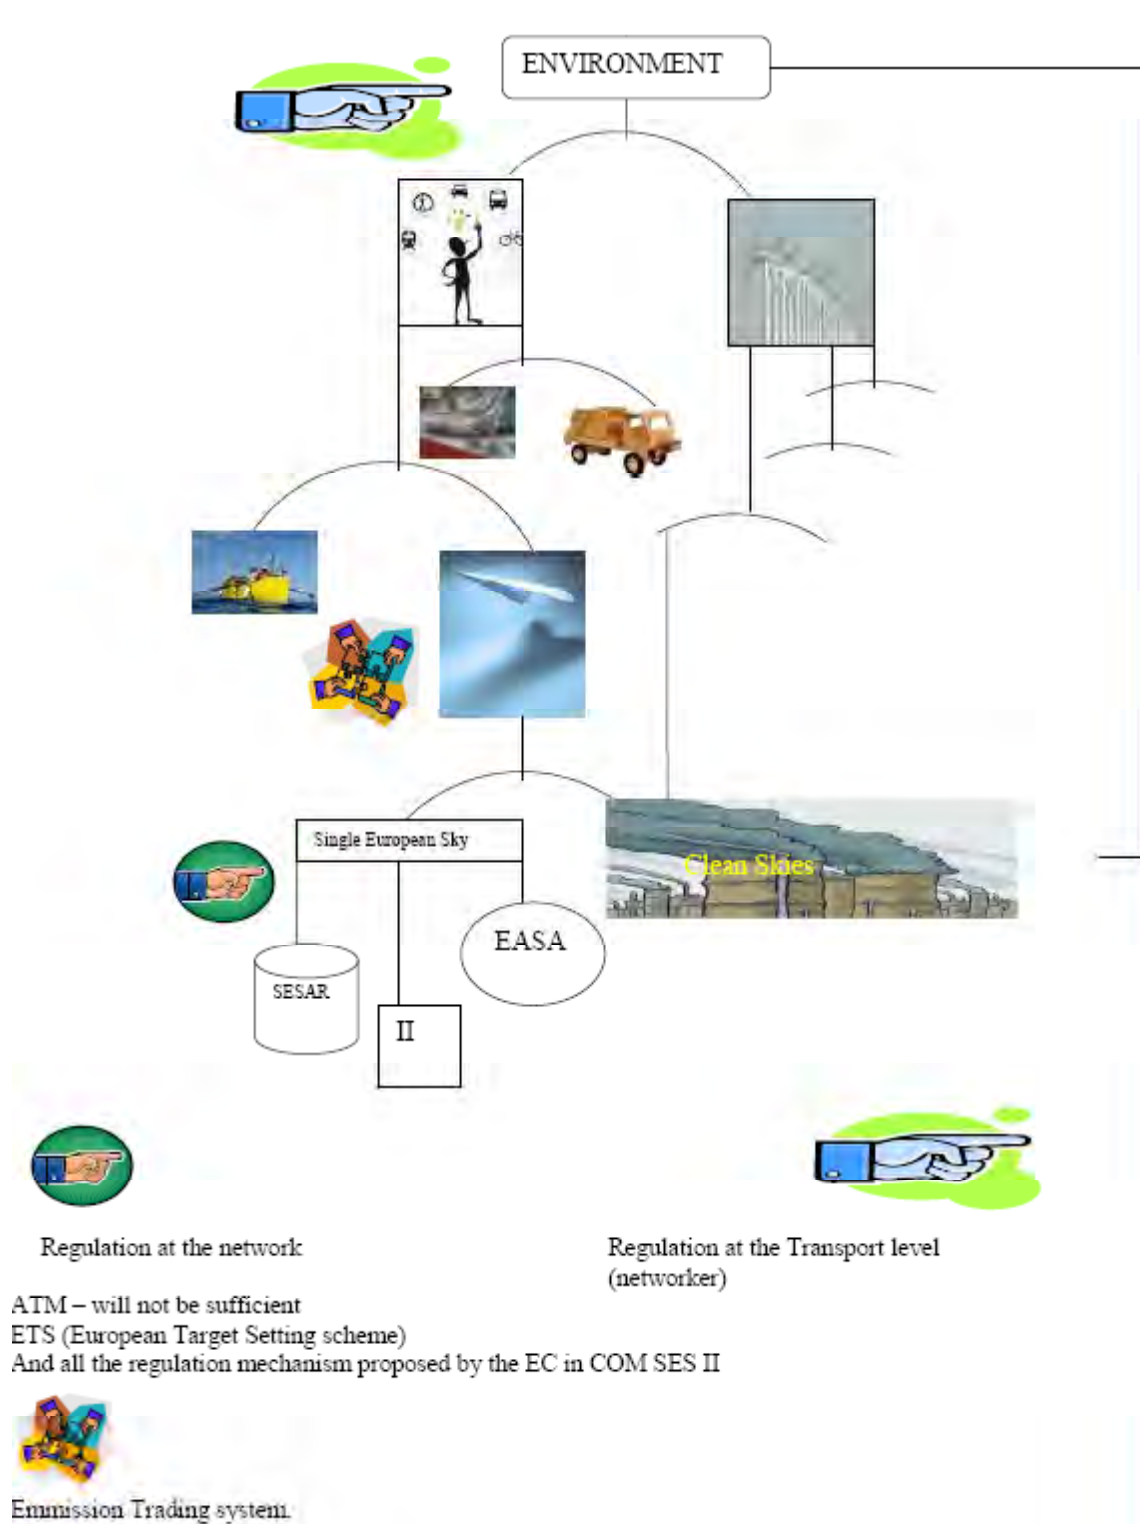 ENVIRONMENT
Single European Sky
Clean Skies
EASA
SESAR
II
Regulation at the network
Regulation at the Transport level
(networker)
ATM – will not be sufficient
ETS (European Target Setting scheme)
And all the regulation mechanism proposed by the EC in COM SES II
Emmission Trading system.